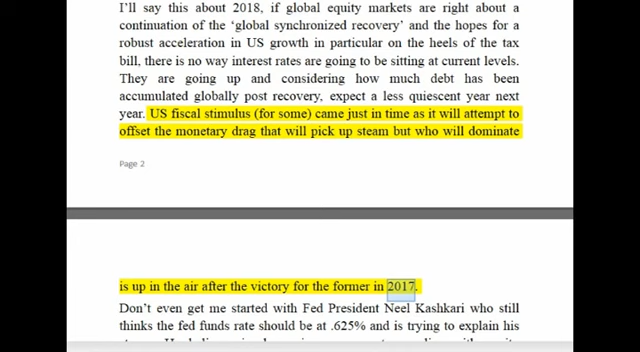 I'll say this about 2018, if global equity markets are right about a
continuation of the 'global synchronized recovery' and the hopes for a
robust acceleration in US growth in particular on the heels of the tax
bill, there is no way interest rates are going to be sitting at current levels.
They are going up and considering how much debt has been
accumulated globally post recovery, expect a less quiescent year next
year. US fiscal stimulus (for some) came just in time as it will attempt to
offset the monetary drag that will pick up steam but who will dominate
Page 2
is up in the air after the victory for the former in 2017.
Don't even get me started with Fed President Neel Kashkari who still
thinks the fed funds rate should be at .625% and is trying to explain his